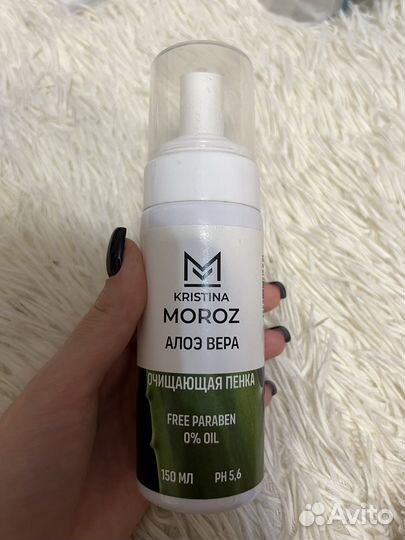 KRISTINA
MOROZ
АЛОЭ ВЕРА
ОЧИЩАЮЩАЯ ПЕНКА
FREE PARABEN
0% OIL
150 МЛ PH 5,6
Avito